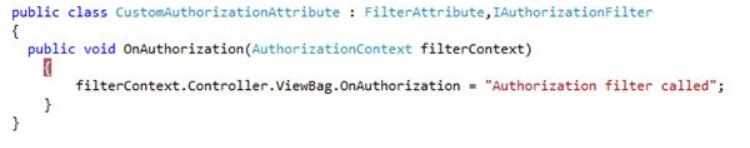 public class CustomAuthorizationAttribute : FilterAttribute,IAuthorizationFilter
{
public void OnAuthorization(AuthorizationContext filterContext)
{
filterContext.Controller.ViewBag.OnAuthorization = "Authorization filter called";
}
}